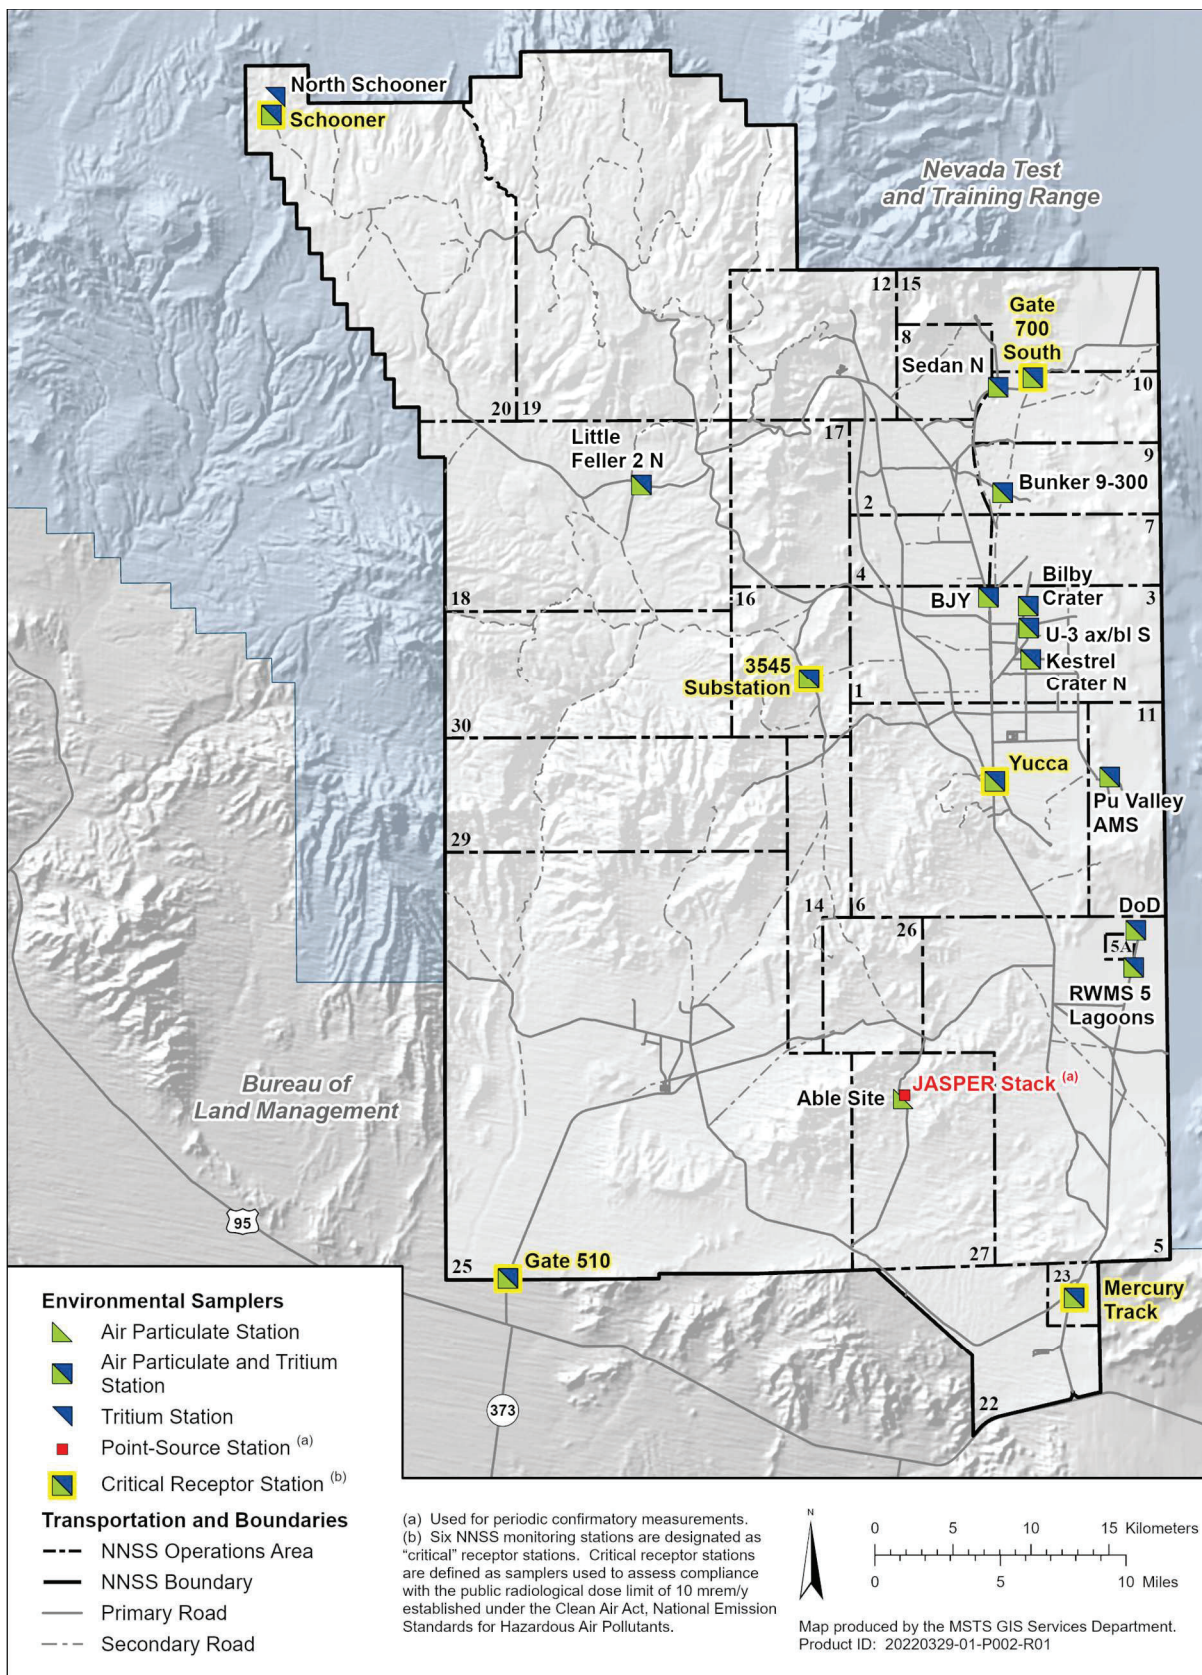 North Schooner
Schooner
Nevada Test
and Training Range
12
15
Gate
700
South
8
Sedan N
10
20
19
Little
Feller 2 N
17
9
Bunker 9-300
2
7
4
Bilby
Crater
18
16
BJY
3
U-3 ax/bl S
3545
Substation
Kestrel
Crater N
1
11
30
Yucca
Pu Valley
AMS
29
14
6
26
DoD
5A
RWMS 5
Lagoons
Bureau of
Land Management
Able Site
JASPER Stack (a)
95
25
Gate 510
27
5
23
Mercury
Track
373
22
Environmental Samplers
Air Particulate Station
Air Particulate and Tritium
Station
Tritium Station
Point-Source Station (a)
Critical Receptor Station (b)
Transportation and Boundaries
NNSS Operations Area
NNSS Boundary
Primary Road
Secondary Road
(a) Used for periodic confirmatory measurements.
(b) Six NNSS monitoring stations are designated as
“critical” receptor stations. Critical receptor stations
are defined as samplers used to assess compliance
with the public radiological dose limit of 10 mrem/y
established under the Clean Air Act, National Emission
Standards for Hazardous Air Pollutants.
N
0 5 10 15 Kilometers
0 5 10 Miles
Map produced by the MSTS GIS Services Department.
Product ID: 20220329-01-P002-R01